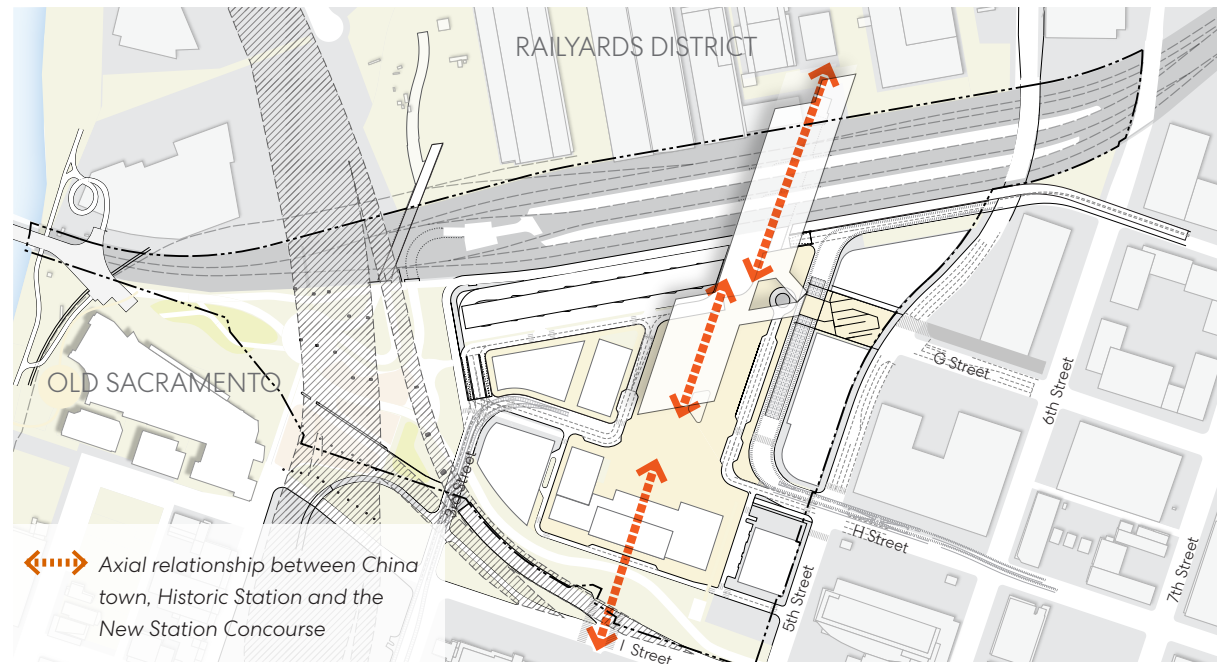 RAILYARDS DISTRICT
OLD SACRAMENTO
G Street
6th Street
H Street
5th Street
7th Street
I Street
Street
Axial relationship between China
town, Historic Station and the
New Station Concourse